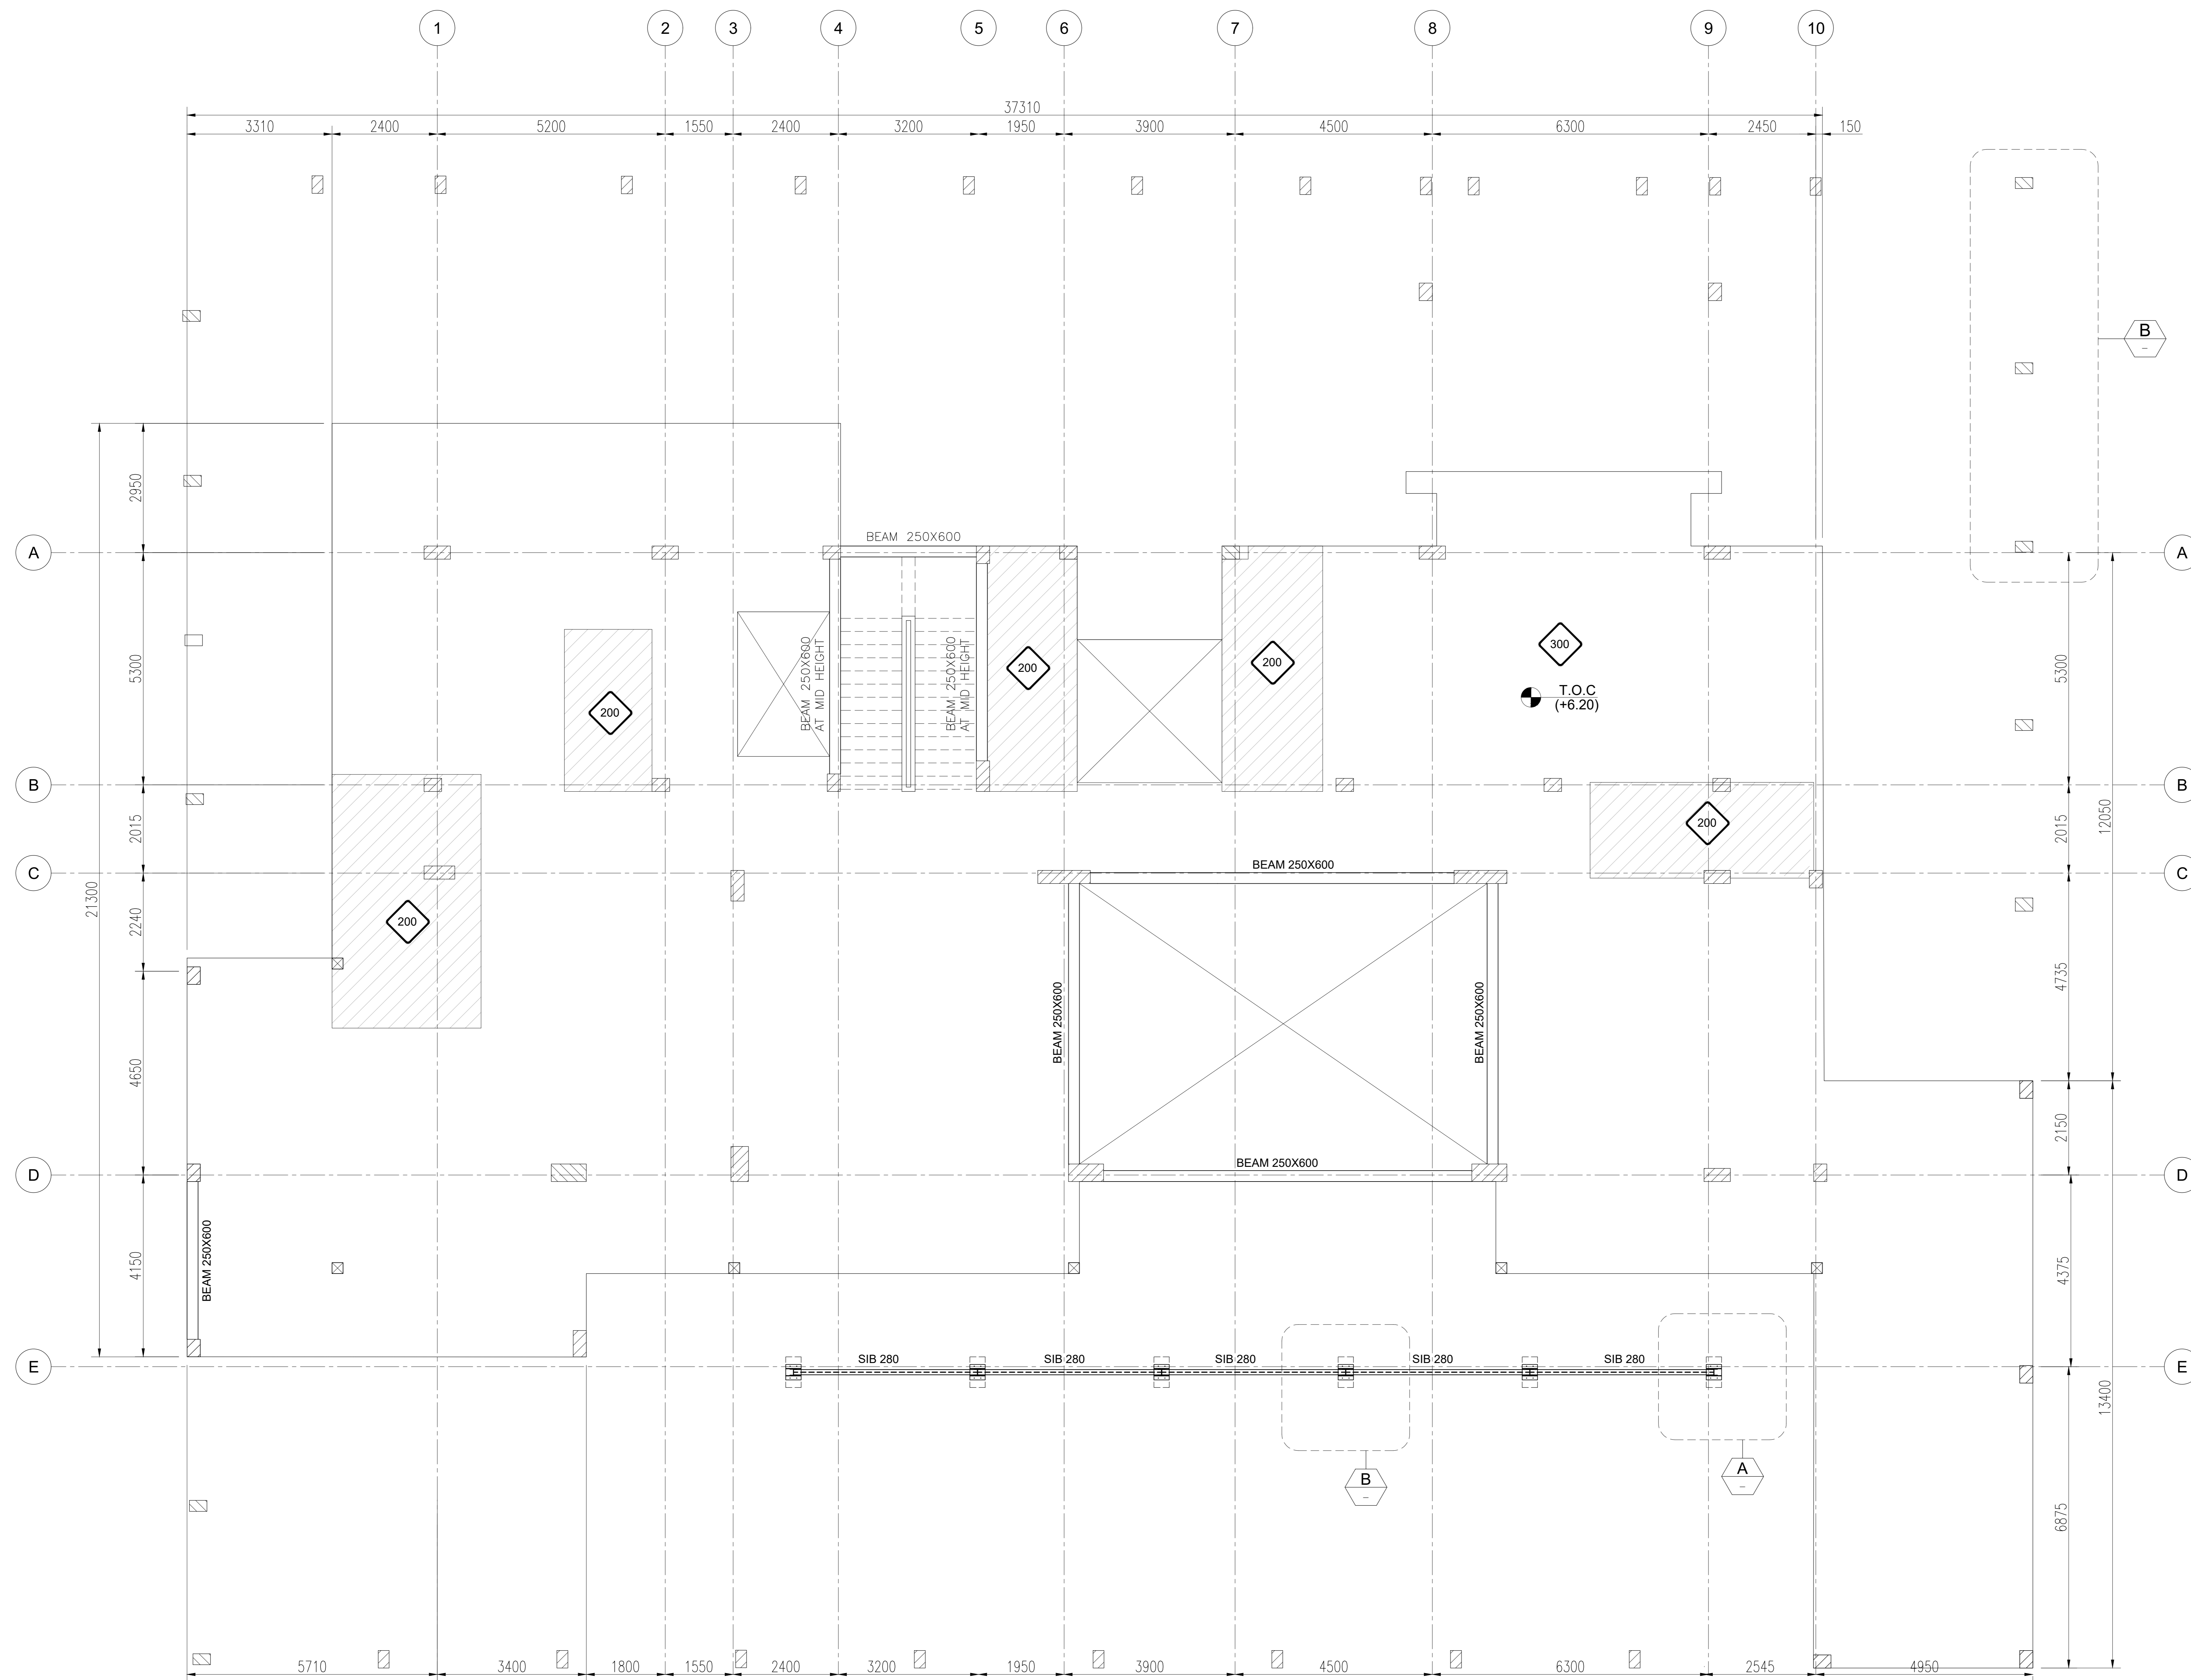 1 2 3 4 5 6 7 8 9 10
37310
3310 2400 5200 1550 2400 3200 1950 3900 4500 6300 2450 150
B
–
2950
A
BEAM 250X600
A
5300
BEAM 250X600
AT MID HEIGHT
BEAM 250X600
AT MID HEIGHT
200
200
200
300
T.O.C
(+6.20)
5300
B
B
2015
200
2015
12050
C
BEAM 250X600
C
21300
2240
200
4650
BEAM 250X600
BEAM 250X600
4735
2150
D
BEAM 250X600
D
4150
BEAM 250X600
4375
E
SIB 280 SIB 280 SIB 280 SIB 280 SIB 280
E
13400
B
–
A
–
6875
5710 3400 1800 1550 2400 3200 1950 3900 4500 6300 2545 4950